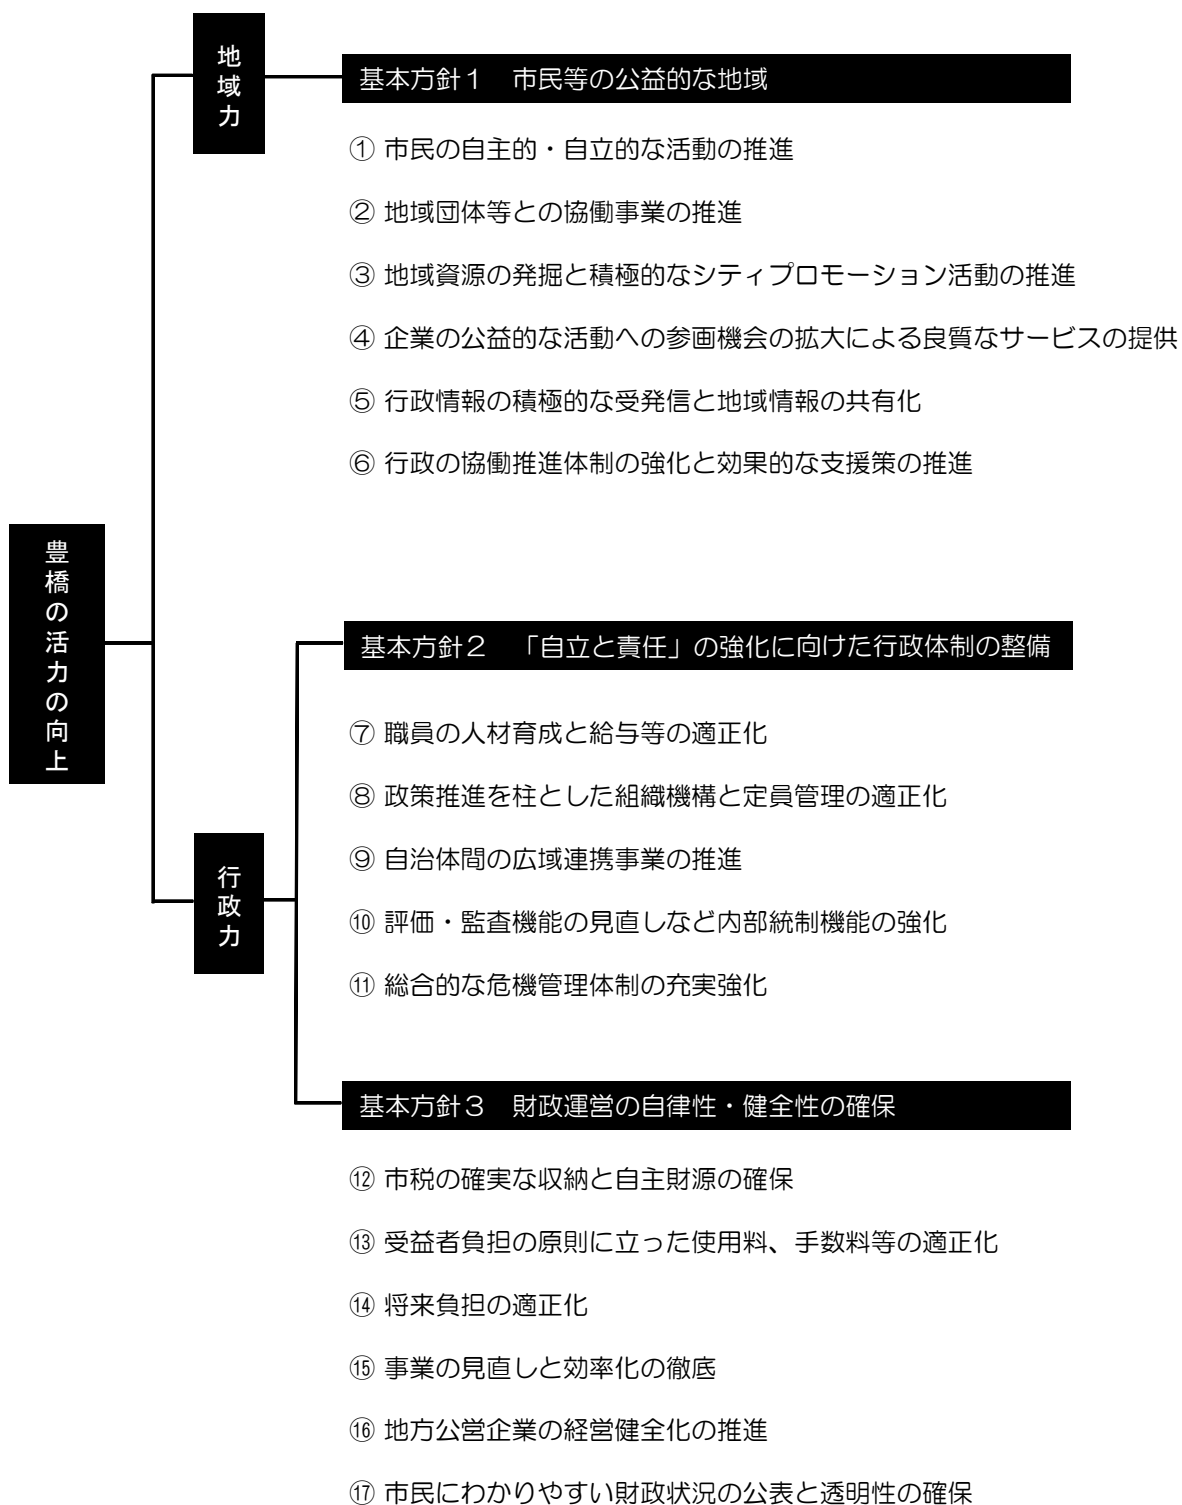 豊橋の活力の向上
地域力
基本方針１　市民等の公益的な地域
① 市民の自主的・自立的な活動の推進
② 地域団体等との協働事業の推進
③ 地域資源の発掘と積極的なシティプロモーション活動の推進
④ 企業の公益的な活動への参画機会の拡大による良質なサービスの提供
⑤ 行政情報の積極的な受発信と地域情報の共有化
⑥ 行政の協働推進体制の強化と効果的な支援策の推進
行政力
基本方針２　「自立と責任」の強化に向けた行政体制の整備
⑦ 職員の人材育成と給与等の適正化
⑧ 政策推進を柱とした組織機構と定員管理の適正化
⑨ 自治体間の広域連携事業の推進
⑩ 評価・監査機能の見直しなど内部統制機能の強化
⑪ 総合的な危機管理体制の充実強化
基本方針３　財政運営の自律性・健全性の確保
⑫ 市税の確実な収納と自主財源の確保
⑬ 受益者負担の原則に立った使用料、手数料等の適正化
⑭ 将来負担の適正化
⑮ 事業の見直しと効率化の徹底
⑯ 地方公営企業の経営健全化の推進
⑰ 市民にわかりやすい財政状況の公表と透明性の確保